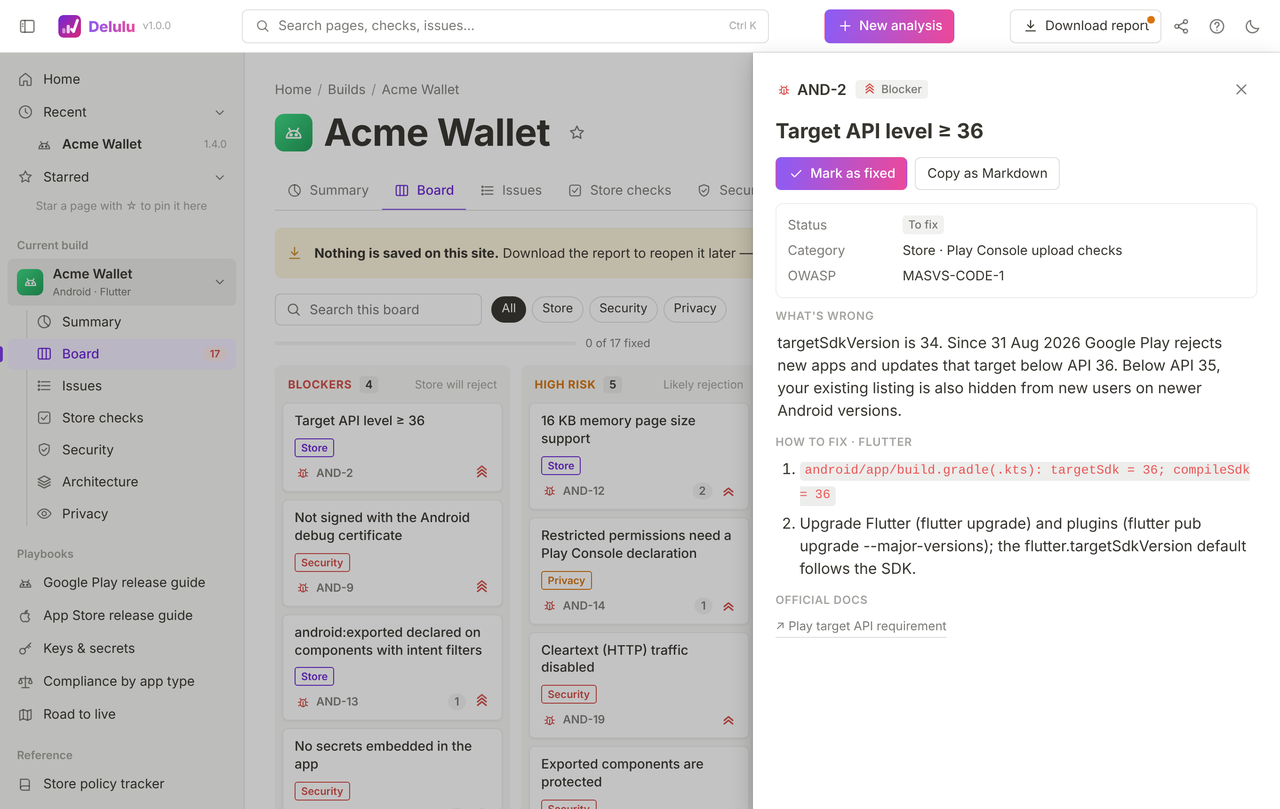 Delulu v1.0.0
Search pages, checks, issues...
Ctrl K
New analysis
Download report
Home
Recent
Acme Wallet
1.4.0
Starred
Star a page with ☆ to pin it here
Current build
Acme Wallet
Android · Flutter
Summary
Board
17
Issues
Store checks
Security
Architecture
Privacy
Playbooks
Google Play release guide
App Store release guide
Keys & secrets
Compliance by app type
Road to live
Reference
Store policy tracker
Home / Builds / Acme Wallet
Acme Wallet
Summary
Board
Issues
Store checks
Nothing is saved on this site. Download the report to reopen it later —
Search this board
All
Store
Security
Privacy
0 of 17 fixed
BLOCKERS 4 Store will reject
Target API level ≥ 36
Store
AND-2
Not signed with the Android
debug certificate
Security
AND-9
android:exported declared on
components with intent filters
Store
AND-13
1
No secrets embedded in the
app
Security
HIGH RISK 5 Likely rejection
16 KB memory page size
support
Store
AND-12
2
Restricted permissions need a
Play Console declaration
Privacy
AND-14
1
Cleartext (HTTP) traffic
disabled
Security
AND-19
Exported components are
protected
Security
AND-2
Blocker
Target API level ≥ 36
Mark as fixed
Copy as Markdown
Status To fix
Category Store · Play Console upload checks
OWASP MASVS-CODE-1
WHAT'S WRONG
targetSdkVersion is 34. Since 31 Aug 2026 Google Play rejects
new apps and updates that target below API 36. Below API 35,
your existing listing is also hidden from new users on newer
Android versions.
HOW TO FIX · FLUTTER
1. android/app/build.gradle(.kts): targetSdk = 36; compileSdk
= 36
2. Upgrade Flutter (flutter upgrade) and plugins (flutter pub
upgrade --major-versions); the flutter.targetSdkVersion default
follows the SDK.
OFFICIAL DOCS
↗ Play target API requirement